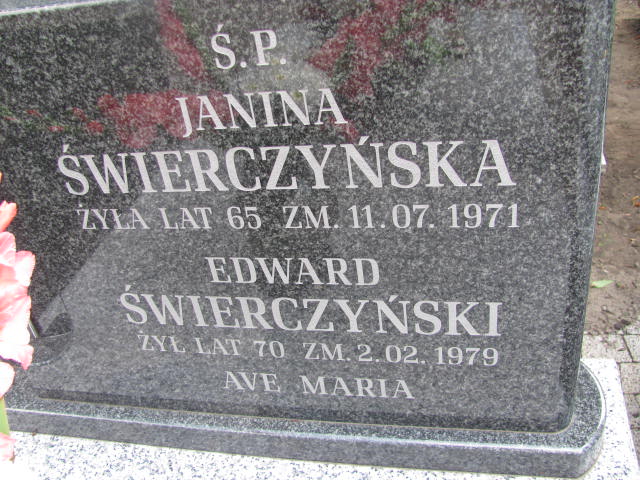 Ś.P.
JANINA
ŚWIERCZYŃSKA
ŻYŁA LAT 65 ZM. 11.07.1971
EDWARD
ŚWIERCZYŃSKI
ŻYŁ LAT 70 ZM. 2.02.1979
AVE MARIA